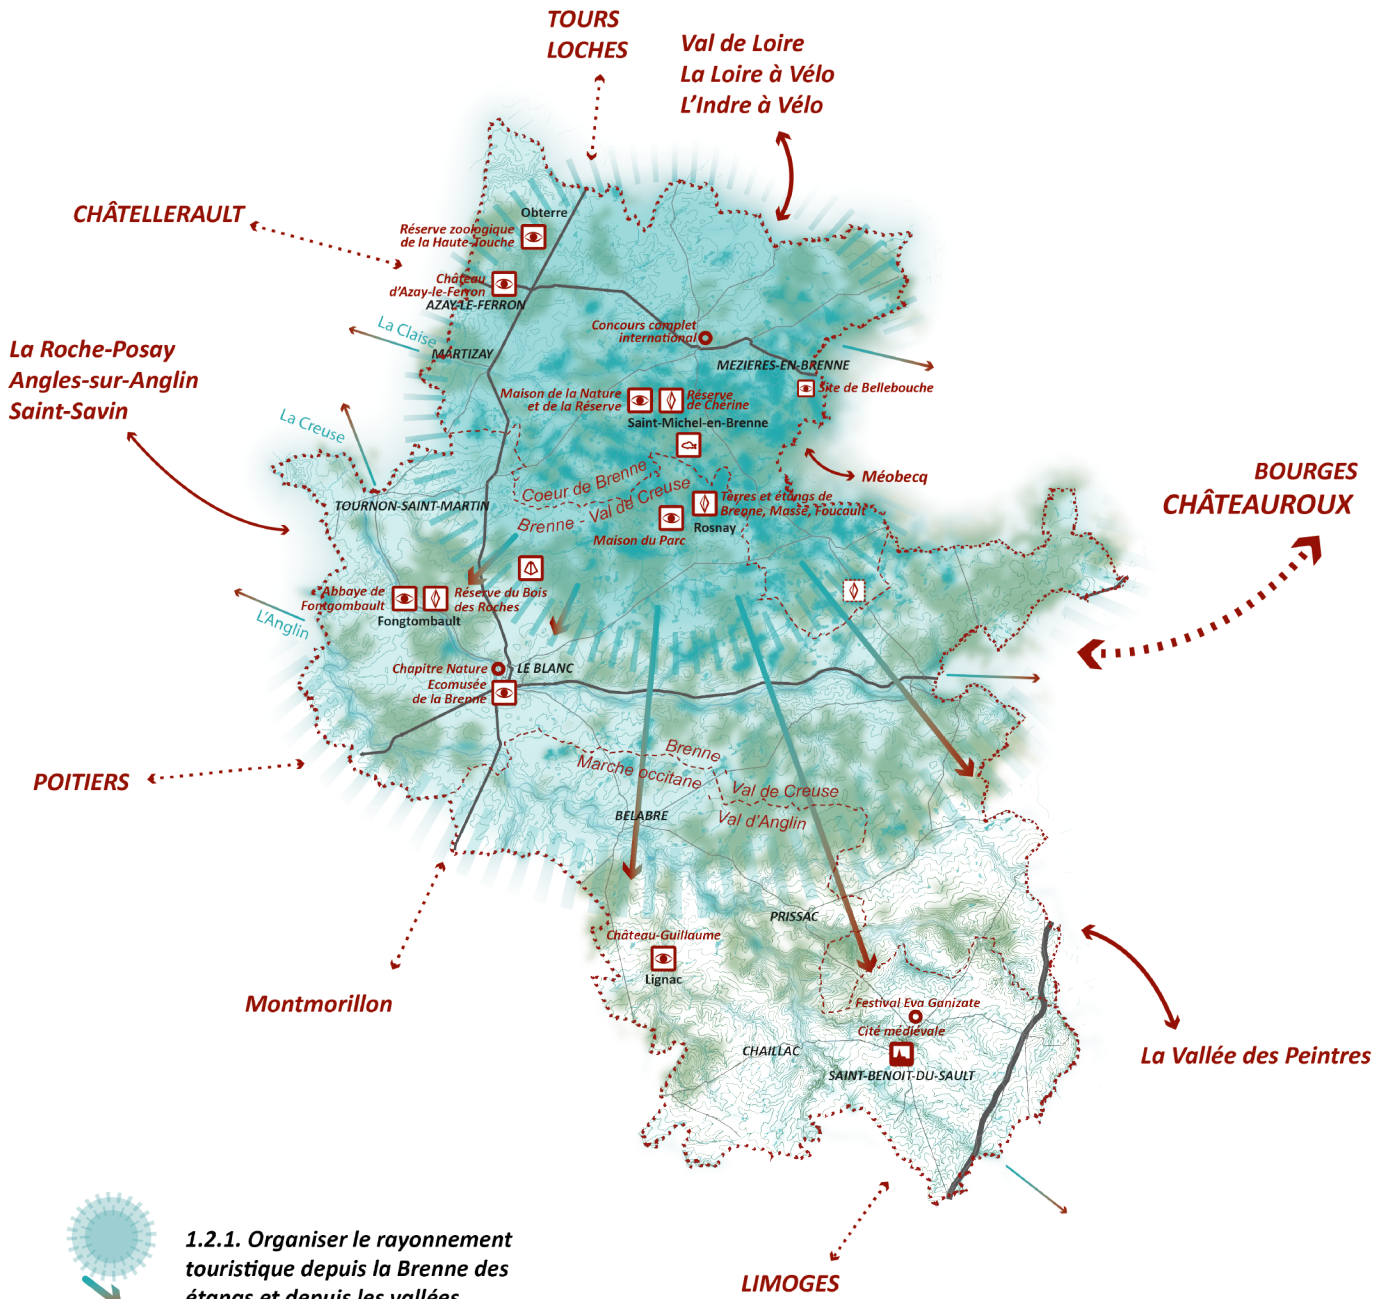 TOURS
LOCHES
Val de Loire
La Loire à Vélo
L'Indre à Vélo
CHÂTELLERAULT
Obterre
Réserve zoologique
de la Haute-Touche
Château
d'Azay-le-Ferron
AZAY-LE-FERRON
La Claise
MARTIZAY
Concours complet
international
MEZIERES-EN-BRENNE
La Roche-Posay
Angles-sur-Anglin
Saint-Savin
Maison de la Nature
et de la Réserve
Réserve
de Chérine
Site de Bellebouche
Saint-Michel-en-Brenne
La Creuse
Coeur de Brenne
Brenne - Val de Creuse
Méobecq
BOURGES
CHÂTEAUROUX
TOURNON-SAINT-MARTIN
Terres et étangs de
Brenne, Massé, Foucault
Rosnay
Maison du Parc
Abbaye de
Fontgombault
Réserve du Bois
des Roches
Fongtombault
L'Anglin
Chapitre Nature
LE BLANC
Ecomusée
de la Brenne
POITIERS
Brenne
Marche occitane
Val de Creuse
Val d'Anglin
BELABRE
PRISSAC
Château-Guillaume
Lignac
Montmorillon
Festival Eva Ganizate
Cité médiévale
CHAILLAC
SAINT-BENOIT-DU-SAULT
La Vallée des Peintres
LIMOGES
1.2.1. Organiser le rayonnement
touristique depuis la Brenne des
étangs et depuis les vallées